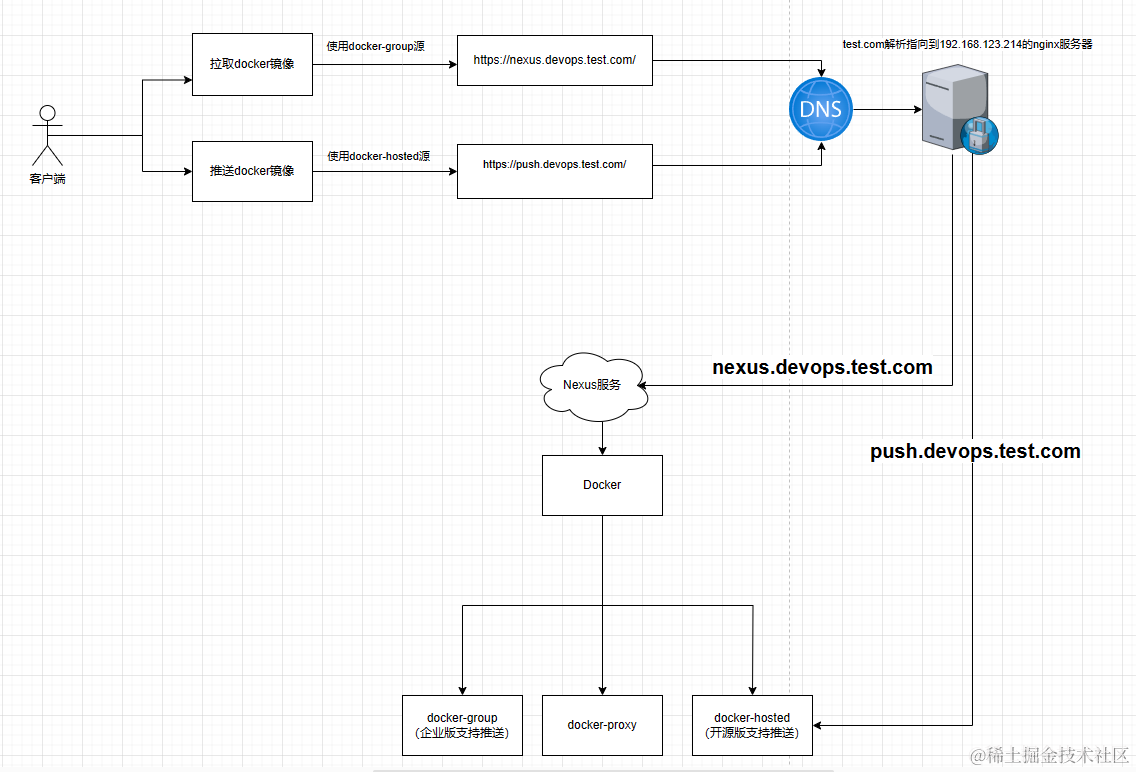 test.com解析指向到192.168.123.214的nginx服务器
使用docker-group源
拉取docker镜像
https://nexus.devops.test.com/
DNS
使用docker-hosted源
推送docker镜像
https://push.devops.test.com/
客户端
nexus.devops.test.com
Nexus服务
push.devops.test.com
Docker
docker-group
（企业版支持推送）
docker-proxy
docker-hosted
（开源版支持推送）
@稀土掘金技术社区